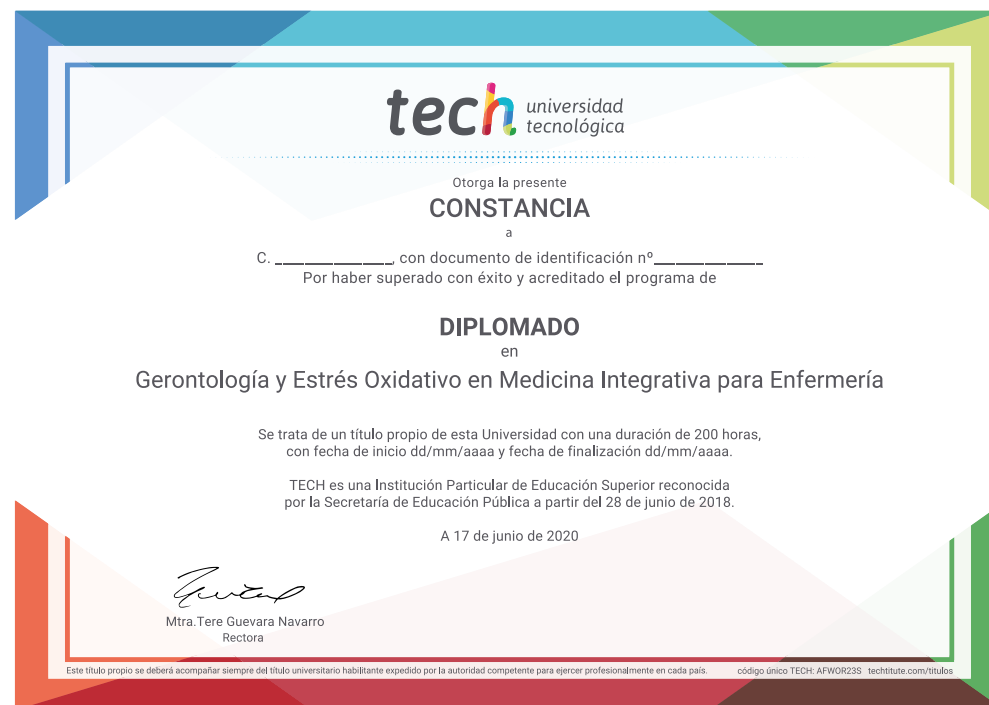 tech universidad
tecnológica
Otorga la presente
CONSTANCIA
a
C. ______________, con documento de identificación nº_____________
Por haber superado con éxito y acreditado el programa de
DIPLOMADO
en
Gerontología y Estrés Oxidativo en Medicina Integrativa para Enfermería
Se trata de un título propio de esta Universidad con una duración de 200 horas,
con fecha de inicio dd/mm/aaaa y fecha de finalización dd/mm/aaaa.
TECH es una Institución Particular de Educación Superior reconocida
por la Secretaría de Educación Pública a partir del 28 de junio de 2018.
A 17 de junio de 2020
Mtra.Tere Guevara Navarro
Rectora
Este título propio se deberá acompañar siempre del título universitario habilitante expedido por la autoridad competente para ejercer profesionalmente en cada país. código único TECH: AFWOR23S techtitute.com/titulos